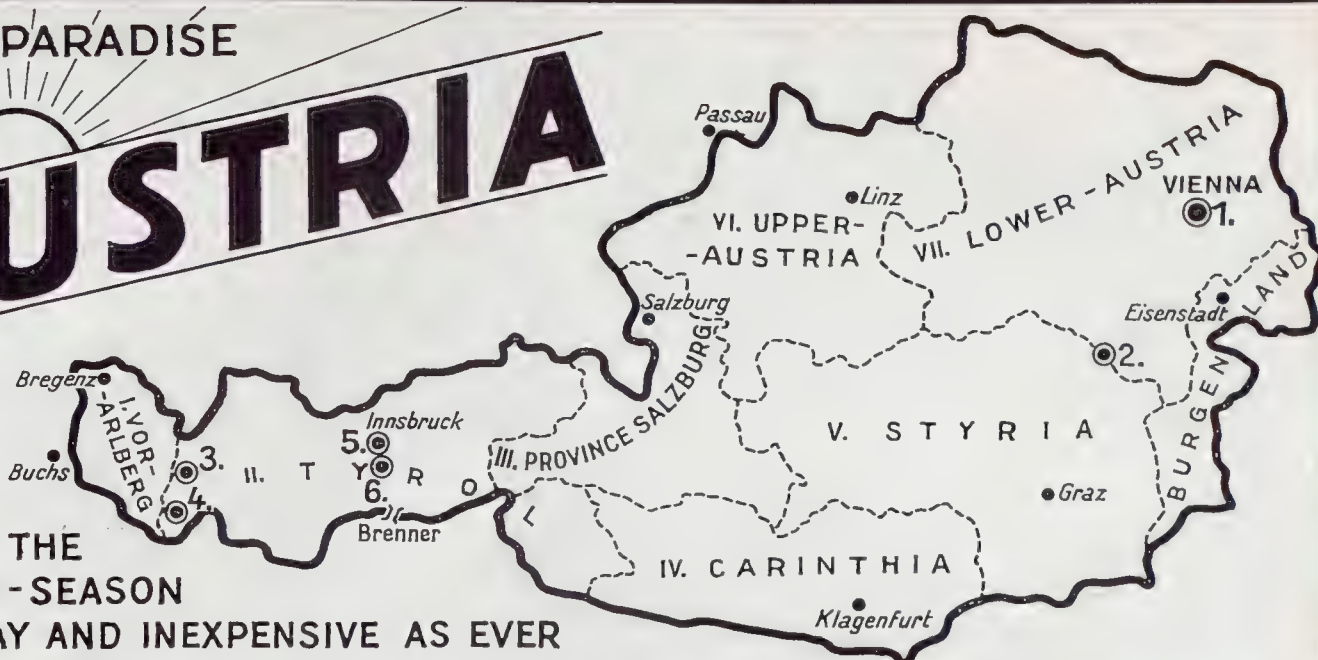 PARADISE
USTRIA
Passau
Linz
VI. UPPER-
-AUSTRIA
VII. LOWER-AUSTRIA
VIENNA
1.
Salzburg
Eisenstadt
BURGENLAND
2.
Bregenz
I. VOR-
-ARLBERG
Buchs
3.
4.
II. TYROL
Innsbruck
5.
6.
Brenner
III. PROVINCE SALZBURG
V. STYRIA
Graz
IV. CARINTHIA
Klagenfurt
THE
-SEASON
AY AND INEXPENSIVE AS EVER